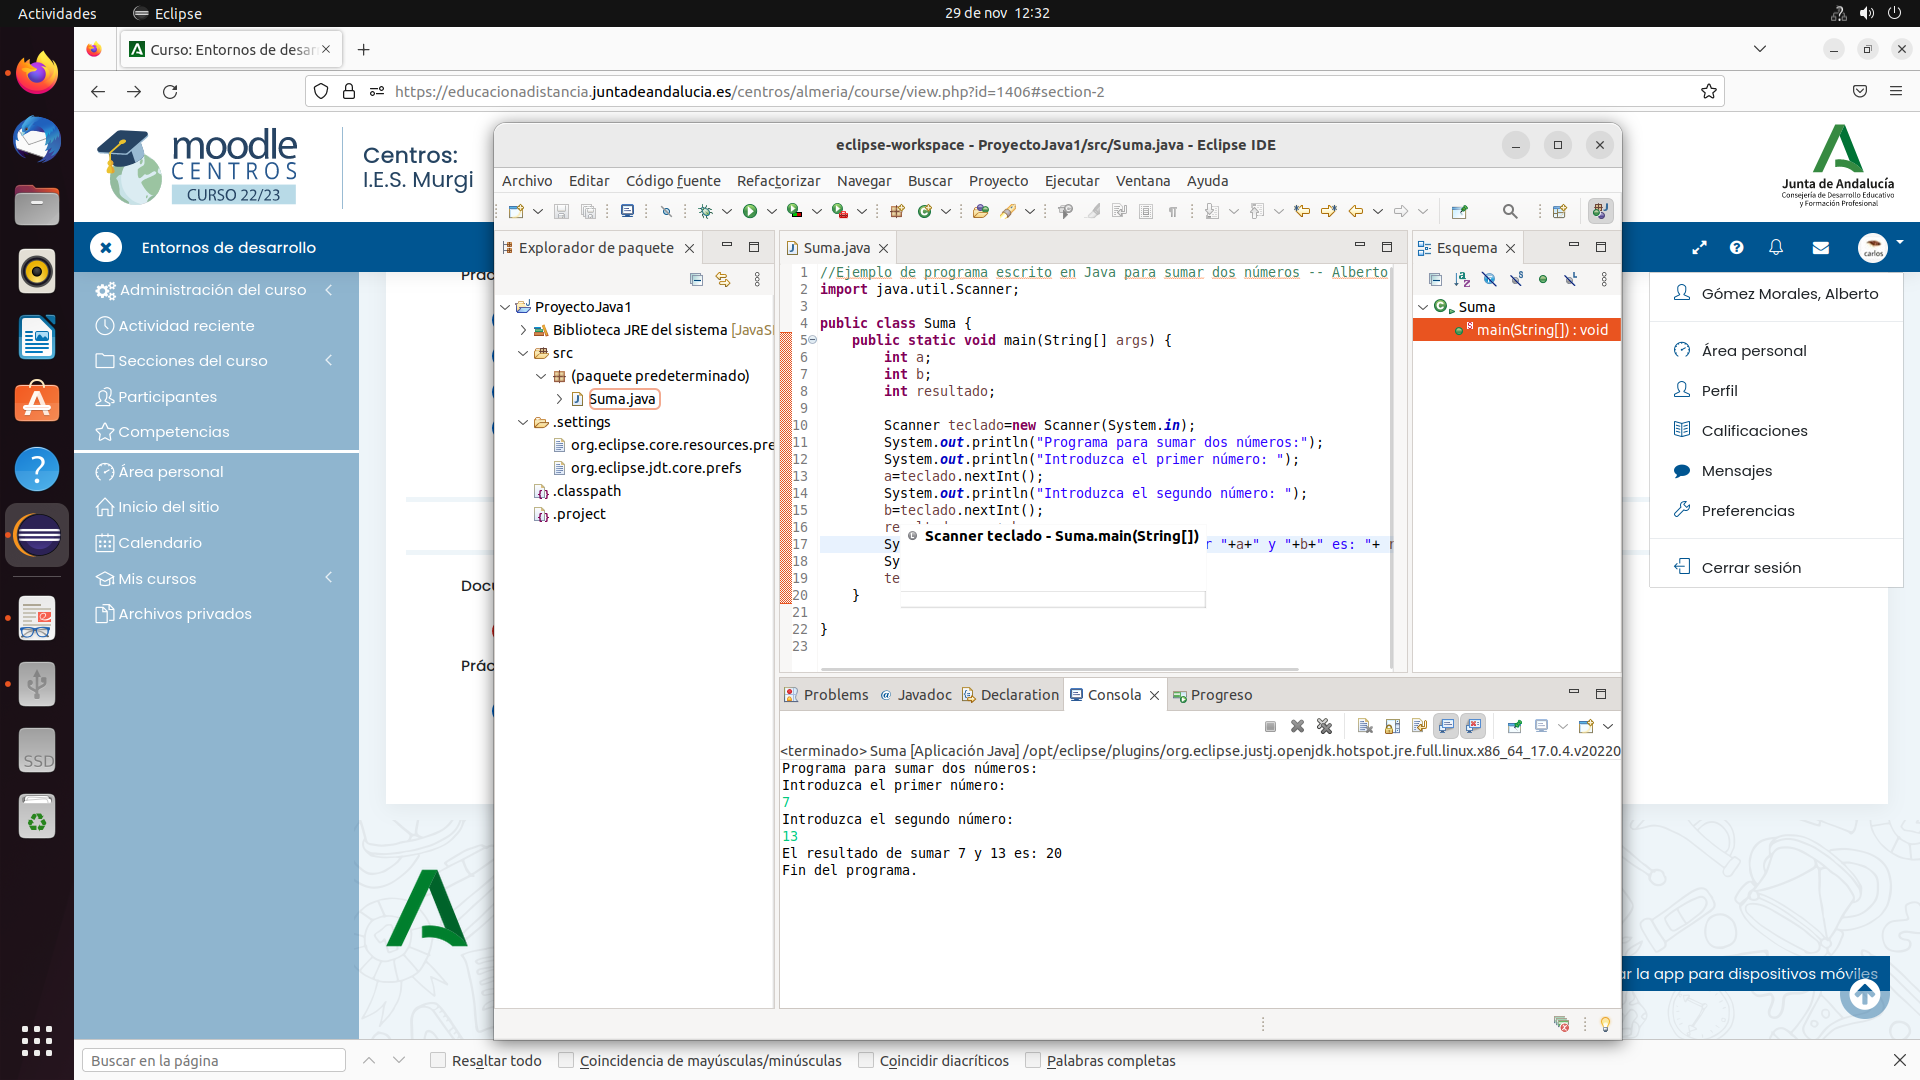 Actividades
Eclipse
29 de nov 12:32
Curso: Entornos de desar
https://educacionadistancia.juntadeandalucia.es/centros/almeria/course/view.php?id=1406#section-2
moodle
CENTROS
CURSO 22/23
Centros:
I.E.S. Murgi
Junta de Andalucía
Consejería de Desarrollo Educativo
y Formación Profesional
Entornos de desarrollo
carlos
Administración del curso
Actividad reciente
Secciones del curso
Participantes
Competencias
Área personal
Inicio del sitio
Calendario
Mis cursos
Archivos privados
SSD
eclipse-workspace - ProyectoJava1/src/Suma.java - Eclipse IDE
Archivo Editar Código fuente Refactorizar Navegar Buscar Proyecto Ejecutar Ventana Ayuda
Explorador de paquete
ProyectoJava1
Biblioteca JRE del sistema [JavaS
src
(paquete predeterminado)
Suma.java
.settings
org.eclipse.core.resources.pre
org.eclipse.jdt.core.prefs
.classpath
.project
Suma.java
1 //Ejemplo de programa escrito en Java para sumar dos números -- Alberto
2 import java.util.Scanner;
3
4 public class Suma {
5 public static void main(String[] args) {
6 int a;
7 int b;
8 int resultado;
9
10 Scanner teclado=new Scanner(System.in);
11 System.out.println("Programa para sumar dos números:");
12 System.out.println("Introduzca el primer número: ");
13 a=teclado.nextInt();
14 System.out.println("Introduzca el segundo número: ");
15 b=teclado.nextInt();
16 re
17 Sy r "+a+" y "+b+" es: "+ r
18 Sy
19 te
20 }
21
22 }
23
Scanner teclado - Suma.main(String[])
Esquema
Suma
main(String[]) : void
Gómez Morales, Alberto
Área personal
Perfil
Calificaciones
Mensajes
Preferencias
Cerrar sesión
Problems
Javadoc
Declaration
Consola
Progreso
<terminado> Suma [Aplicación Java] /opt/eclipse/plugins/org.eclipse.justj.openjdk.hotspot.jre.full.linux.x86_64_17.0.4.v20220
Programa para sumar dos números:
Introduzca el primer número:
7
Introduzca el segundo número:
13
El resultado de sumar 7 y 13 es: 20
Fin del programa.
Prác
Docu
Prác
ar la app para dispositivos móviles
Buscar en la página
Resaltar todo
Coincidencia de mayúsculas/minúsculas
Coincidir diacríticos
Palabras completas